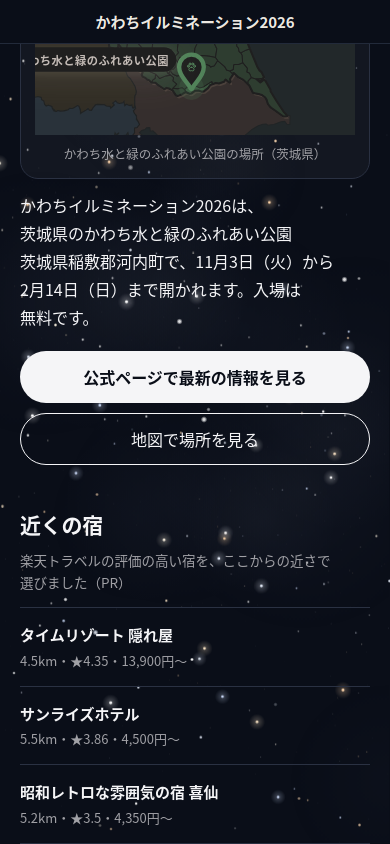 かわちイルミネーション2026
ち水と緑のふれあい公園
かわち水と緑のふれあい公園の場所（茨城県）
かわちイルミネーション2026は、
茨城県のかわち水と緑のふれあい公園
茨城県稲敷郡河内町で、11月3日（火）から
2月14日（日）まで開かれます。入場は
無料です。
公式ページで最新の情報を見る
地図で場所を見る
近くの宿
楽天トラベルの評価の高い宿を、ここからの近さで
選びました（PR）
タイムリゾート 隠れ屋
4.5km・★4.35・13,900円〜
サンライズホテル
5.5km・★3.86・4,500円〜
昭和レトロな雰囲気の宿 喜仙
5.2km・★3.5・4,350円〜